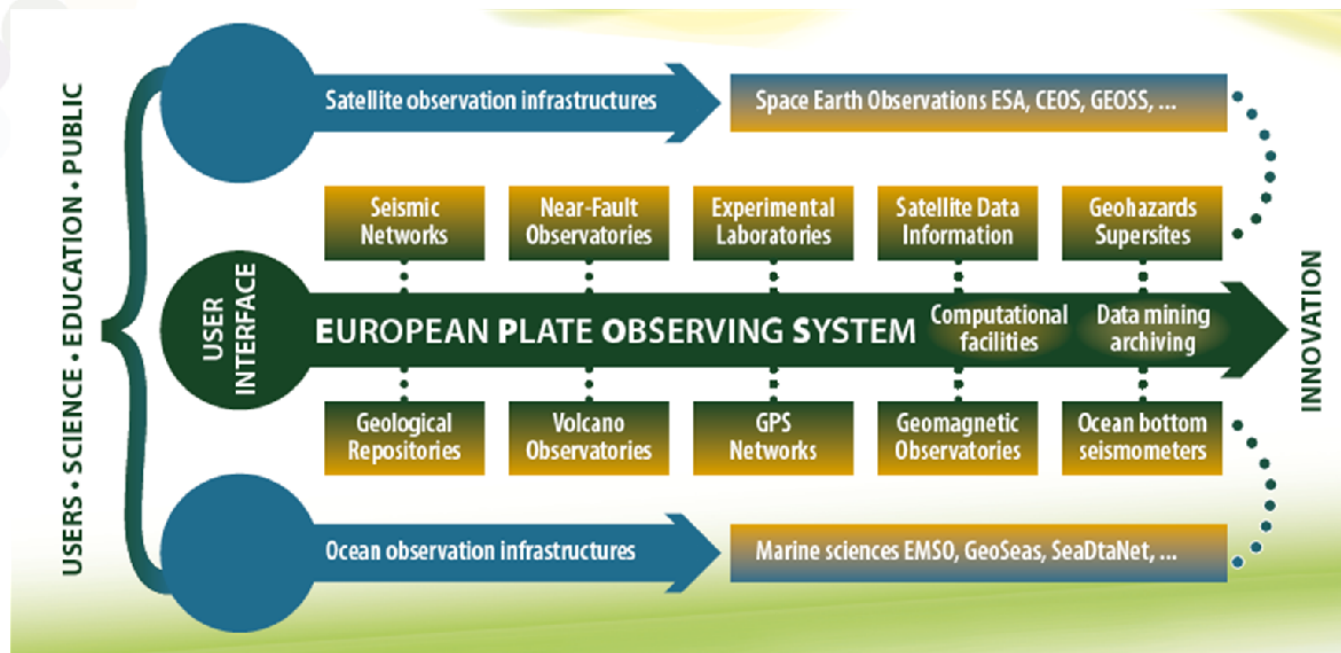 USERS • SCIENCE • EDUCATION • PUBLIC
Satellite observation infrastructures
Space Earth Observations ESA, CEOS, GEOSS, ...
Seismic
Networks
Near-Fault
Observatories
Experimental
Laboratories
Satellite Data
Information
Geohazards
Supersites
USER
INTERFACE
EUROPEAN PLATE OBSERVING SYSTEM
Computational
facilities
Data mining
archiving
INNOVATION
Geological
Repositories
Volcano
Observatories
GPS
Networks
Geomagnetic
Observatories
Ocean bottom
seismometers
Ocean observation infrastructures
Marine sciences EMSO, GeoSeas, SeaDtaNet, ...